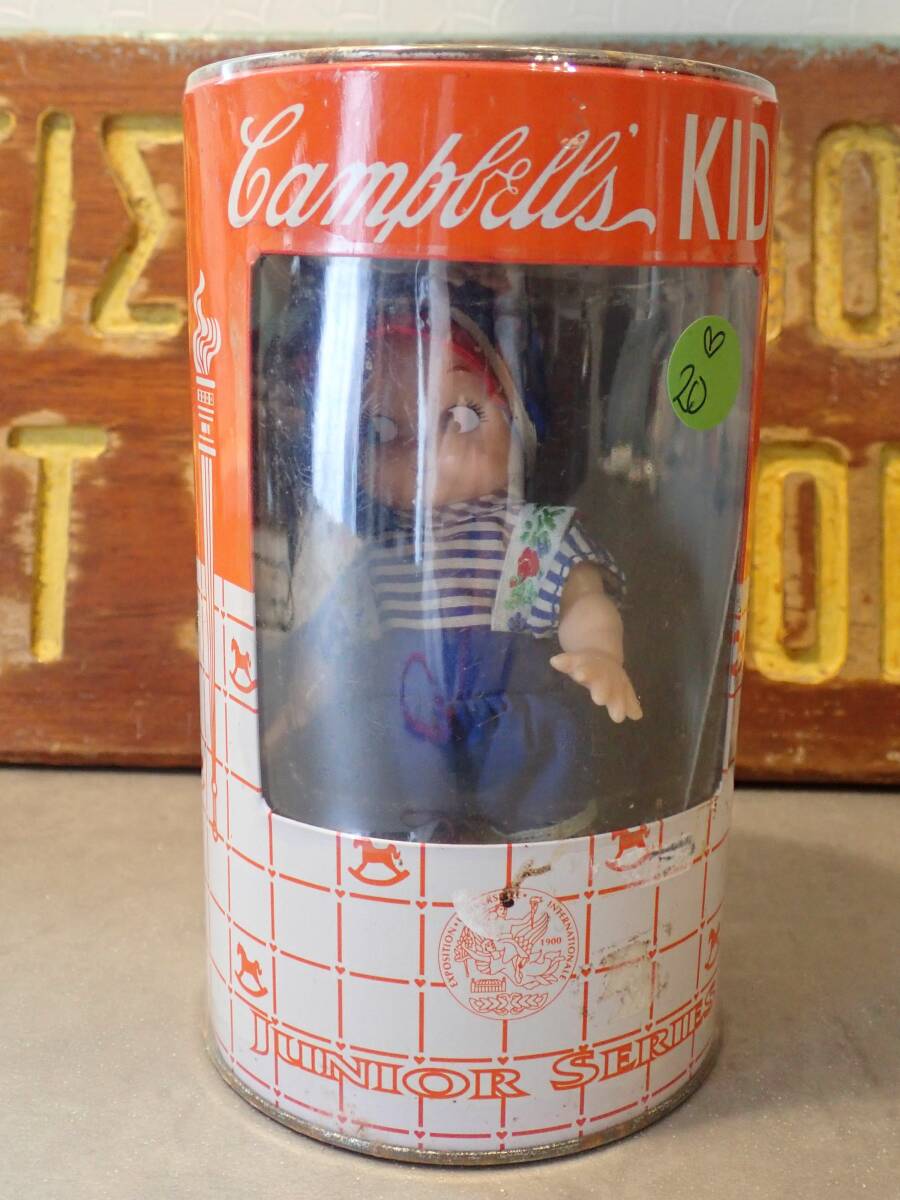 Campbell's KID
20
EXPOSITION INTERNATIONALE
1900
JUNIOR SERIES